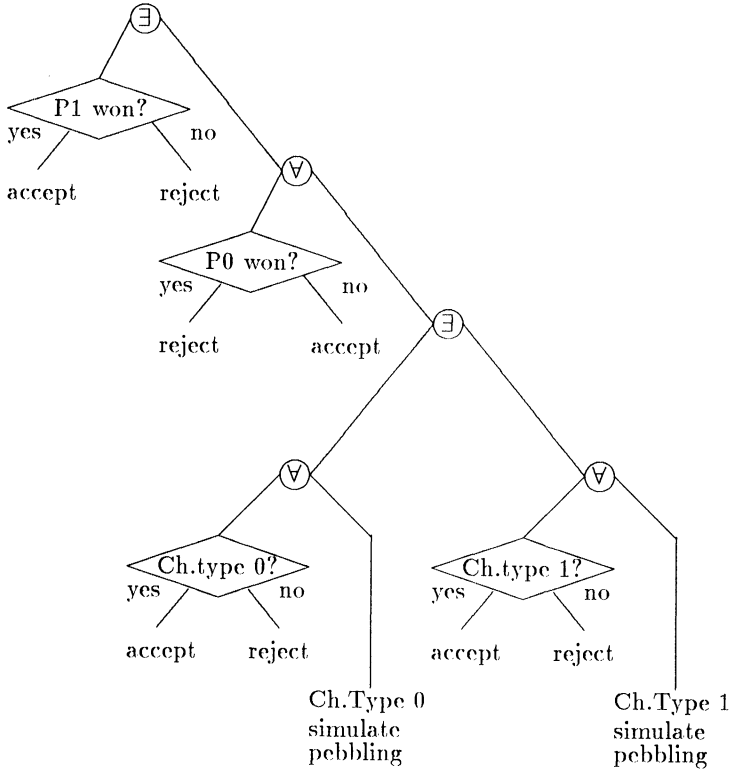 ∃
P1 won?
yes
no
accept
reject
∀
P0 won?
yes
no
reject
accept
∃
∀
∀
Ch.type 0?
yes
no
accept
reject
Ch.type 1?
yes
no
accept
reject
Ch.Type 0
simulate
pebbling
Ch.Type 1
simulate
pebbling